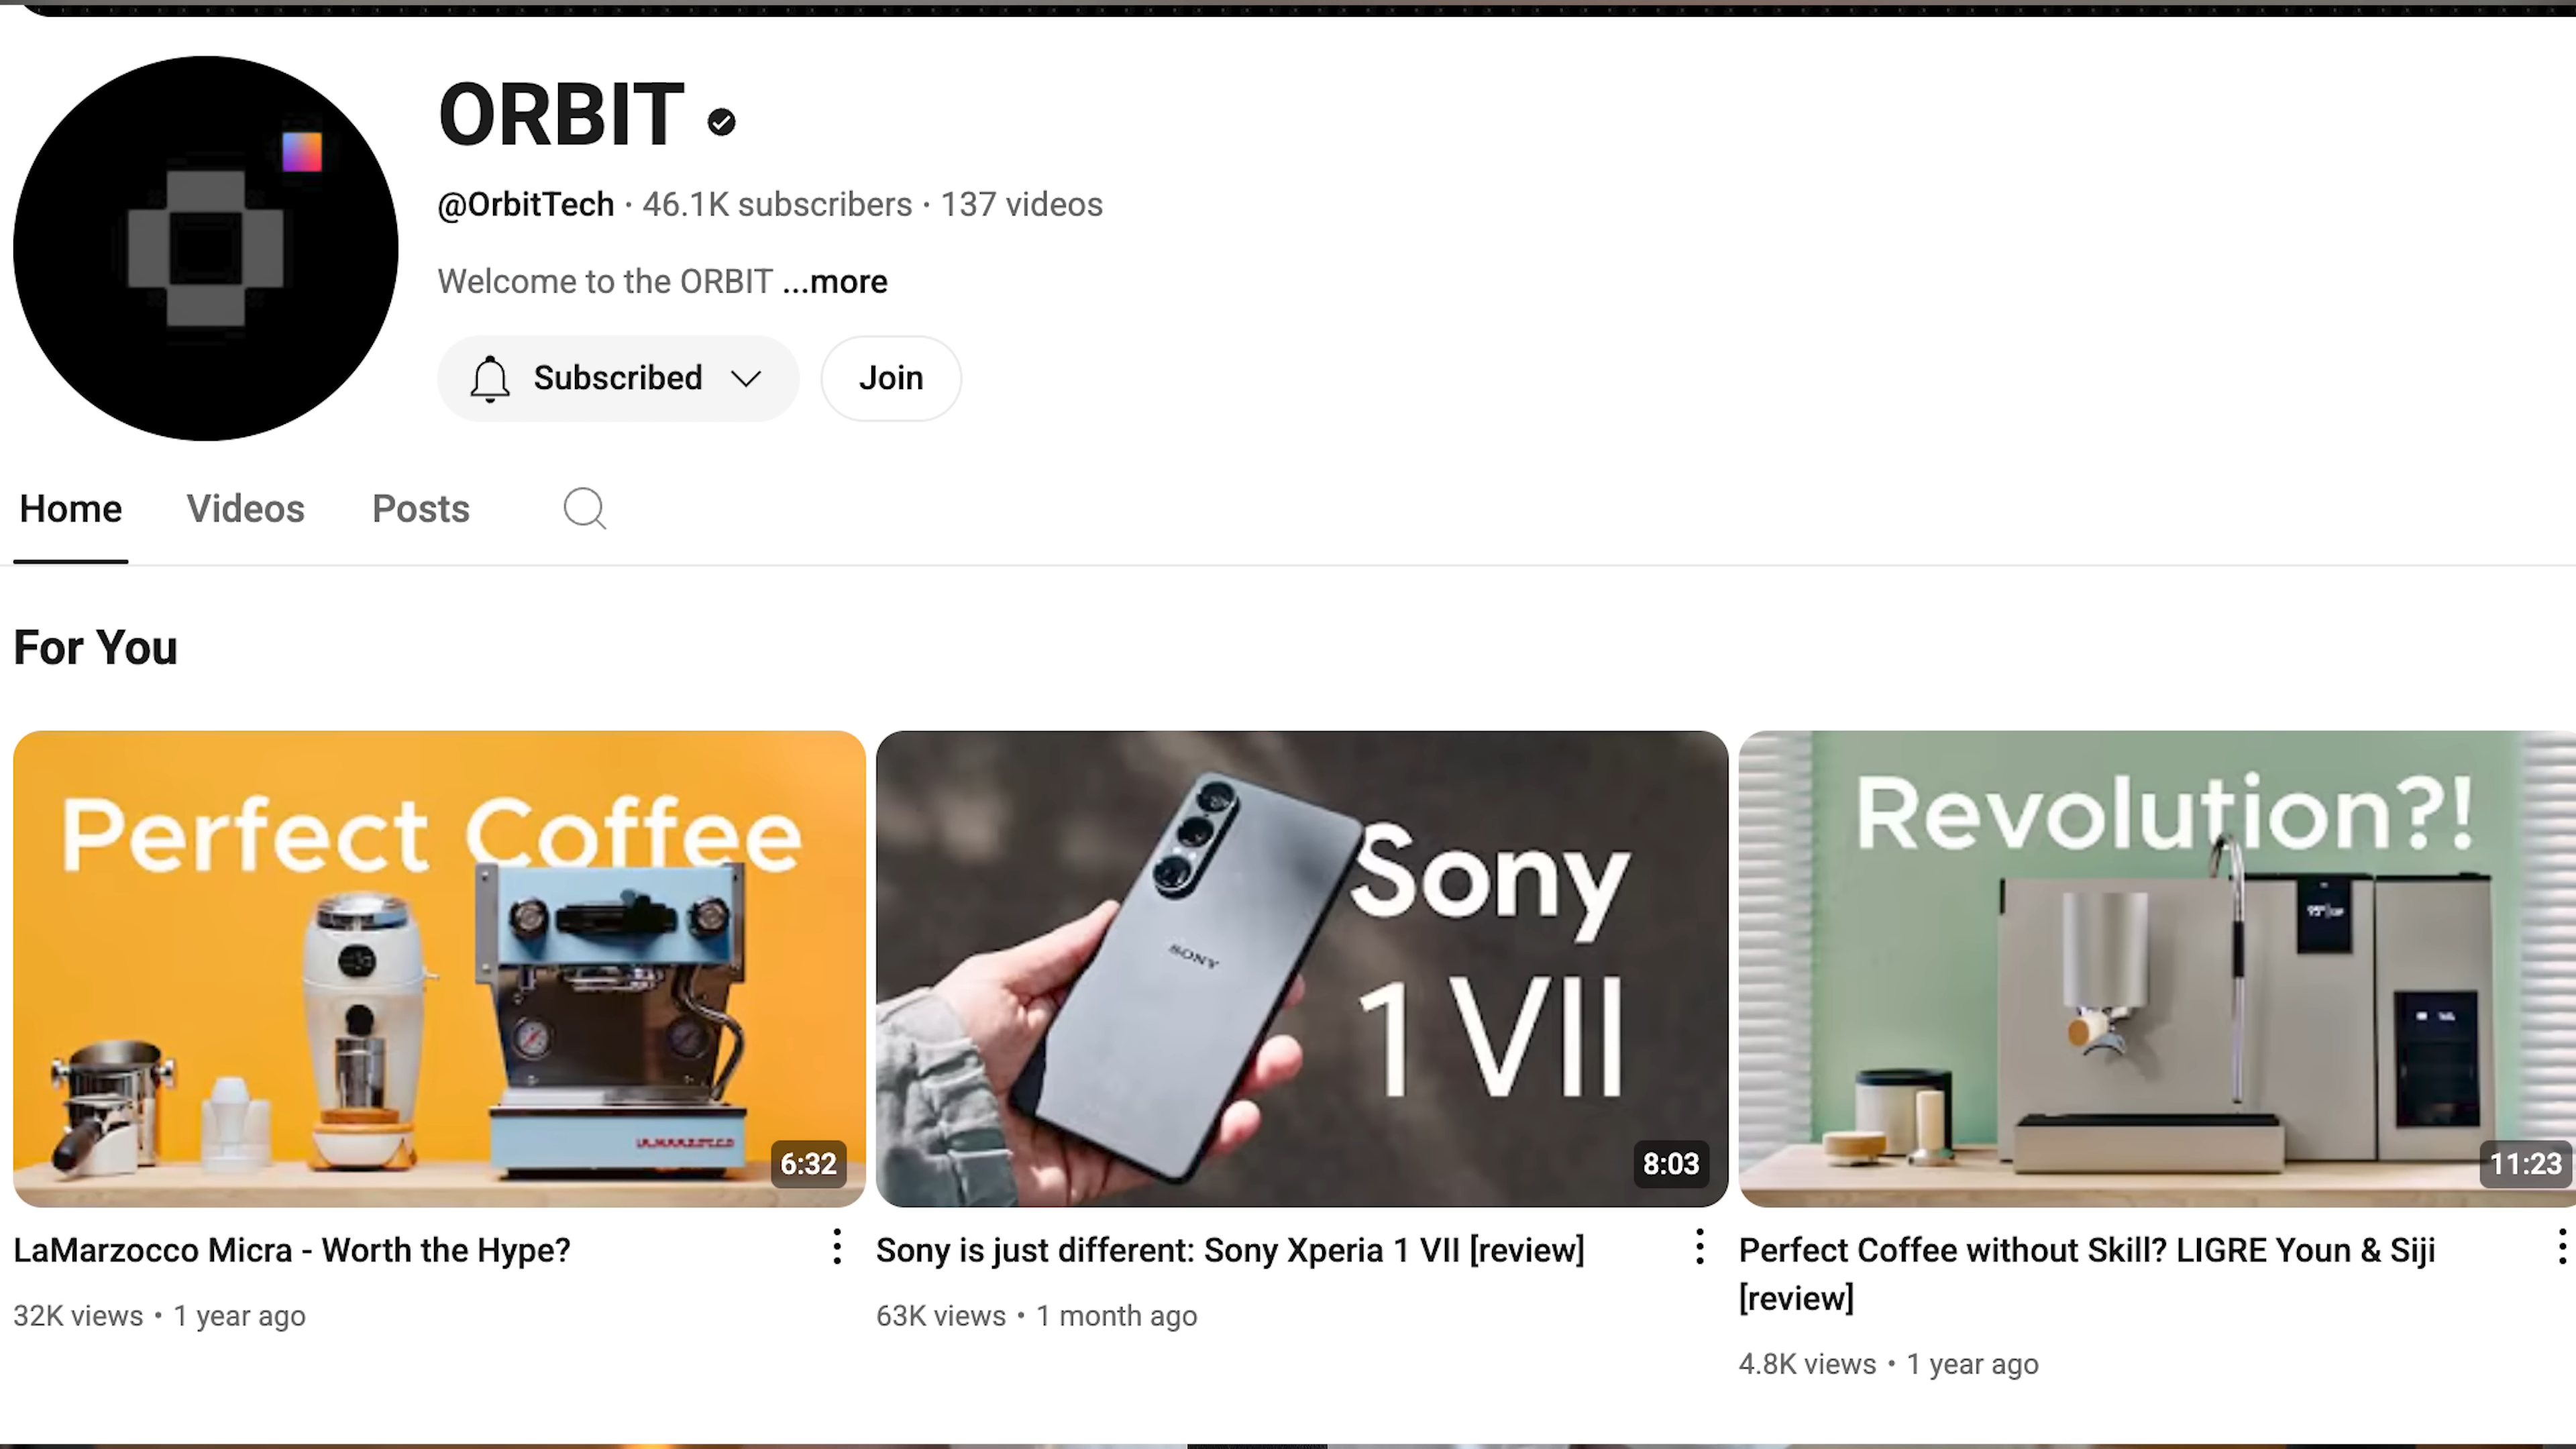 ORBIT
@OrbitTech · 46.1K subscribers · 137 videos
Welcome to the ORBIT ...more
Subscribed
Join
Home
Videos
Posts
For You
Perfect Coffee
LAMARZOCCO
6:32
SONY
Sony
1 VII
8:03
Revolution?!
11:23
LaMarzocco Micra - Worth the Hype?
32K views • 1 year ago
Sony is just different: Sony Xperia 1 VII [review]
63K views • 1 month ago
Perfect Coffee without Skill? LIGRE Youn & Siji
[review]
4.8K views • 1 year ago